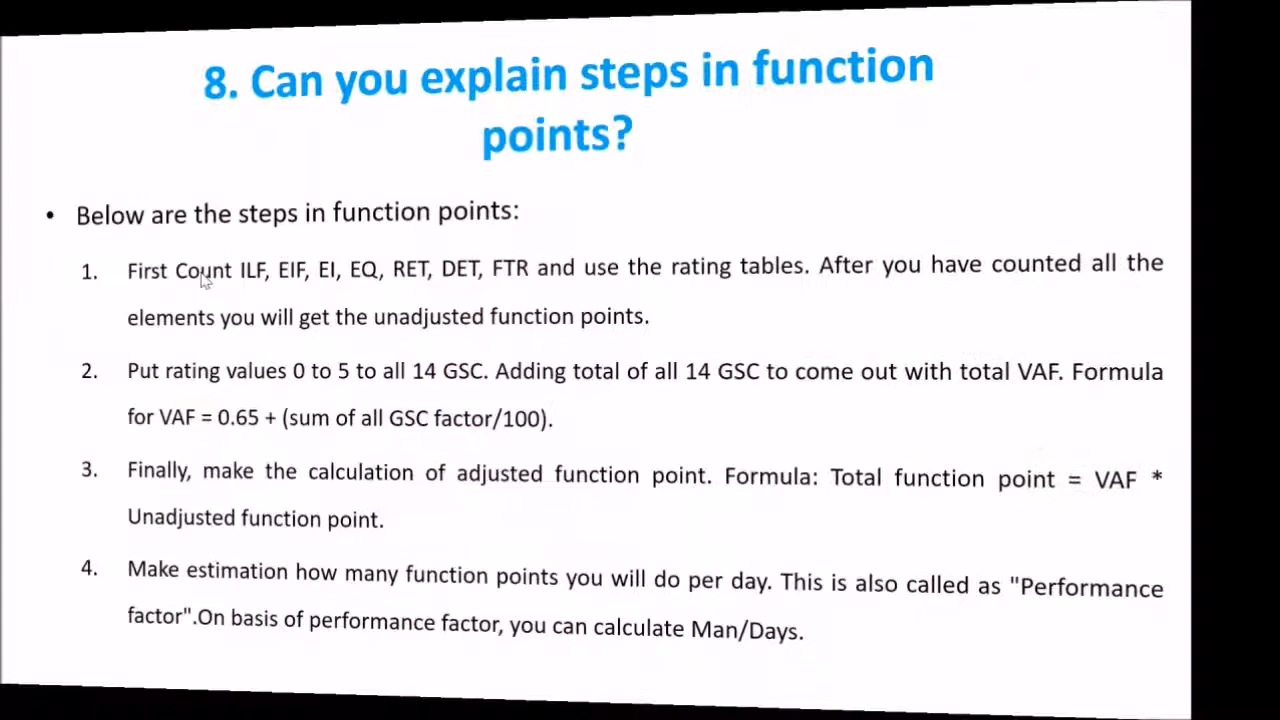 8. Can you explain steps in function
points?
• Below are the steps in function points:
1. First Count ILF, EIF, EI, EQ, RET, DET, FTR and use the rating tables. After you have counted all the
elements you will get the unadjusted function points.
2. Put rating values 0 to 5 to all 14 GSC. Adding total of all 14 GSC to come out with total VAF. Formula
for VAF = 0.65 + (sum of all GSC factor/100).
3. Finally, make the calculation of adjusted function point. Formula: Total function point = VAF *
Unadjusted function point.
4. Make estimation how many function points you will do per day. This is also called as "Performance
factor".On basis of performance factor, you can calculate Man/Days.